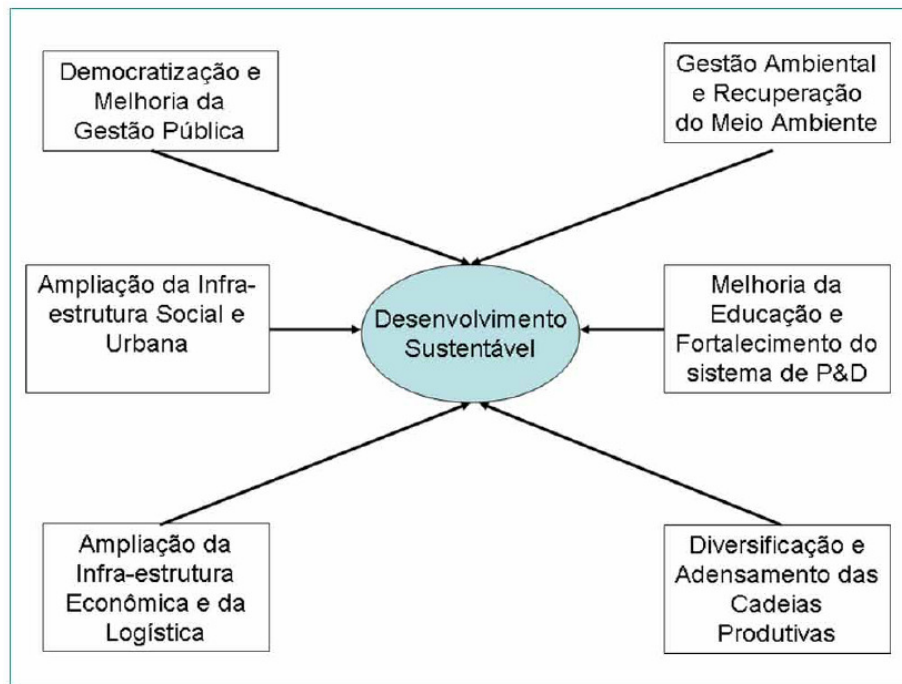 Democratização e
Melhoria da
Gestão Pública
Gestão Ambiental
e Recuperação
do Meio Ambiente
Ampliação da Infra-
estrutura Social e
Urbana
Desenvolvimento
Sustentável
Melhoria da
Educação e
Fortalecimento do
sistema de P&D
Ampliação da
Infra-estrutura
Econômica e da
Logística
Diversificação e
Adensamento das
Cadeias
Produtivas